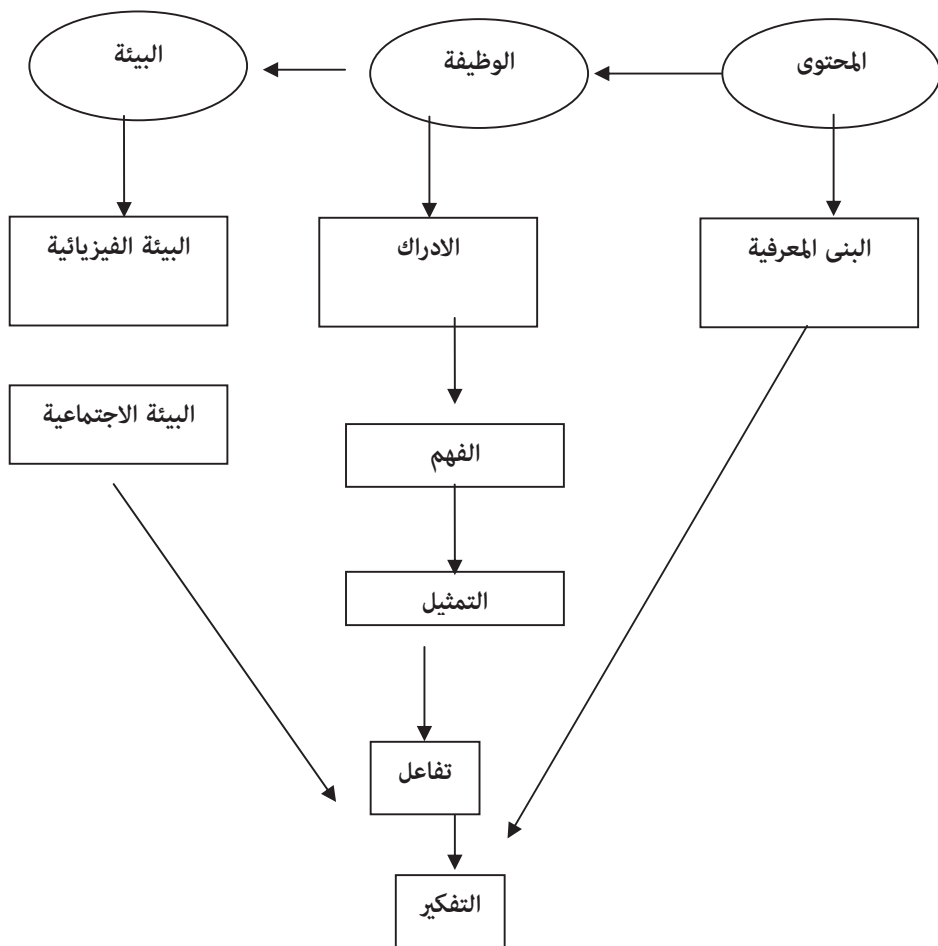 المحتوى
الوظيفة
البيئة
البنى المعرفية
الادراك
البيئة الفيزيائية
البيئة الاجتماعية
الفهم
التمثيل
تفاعل
التفكير